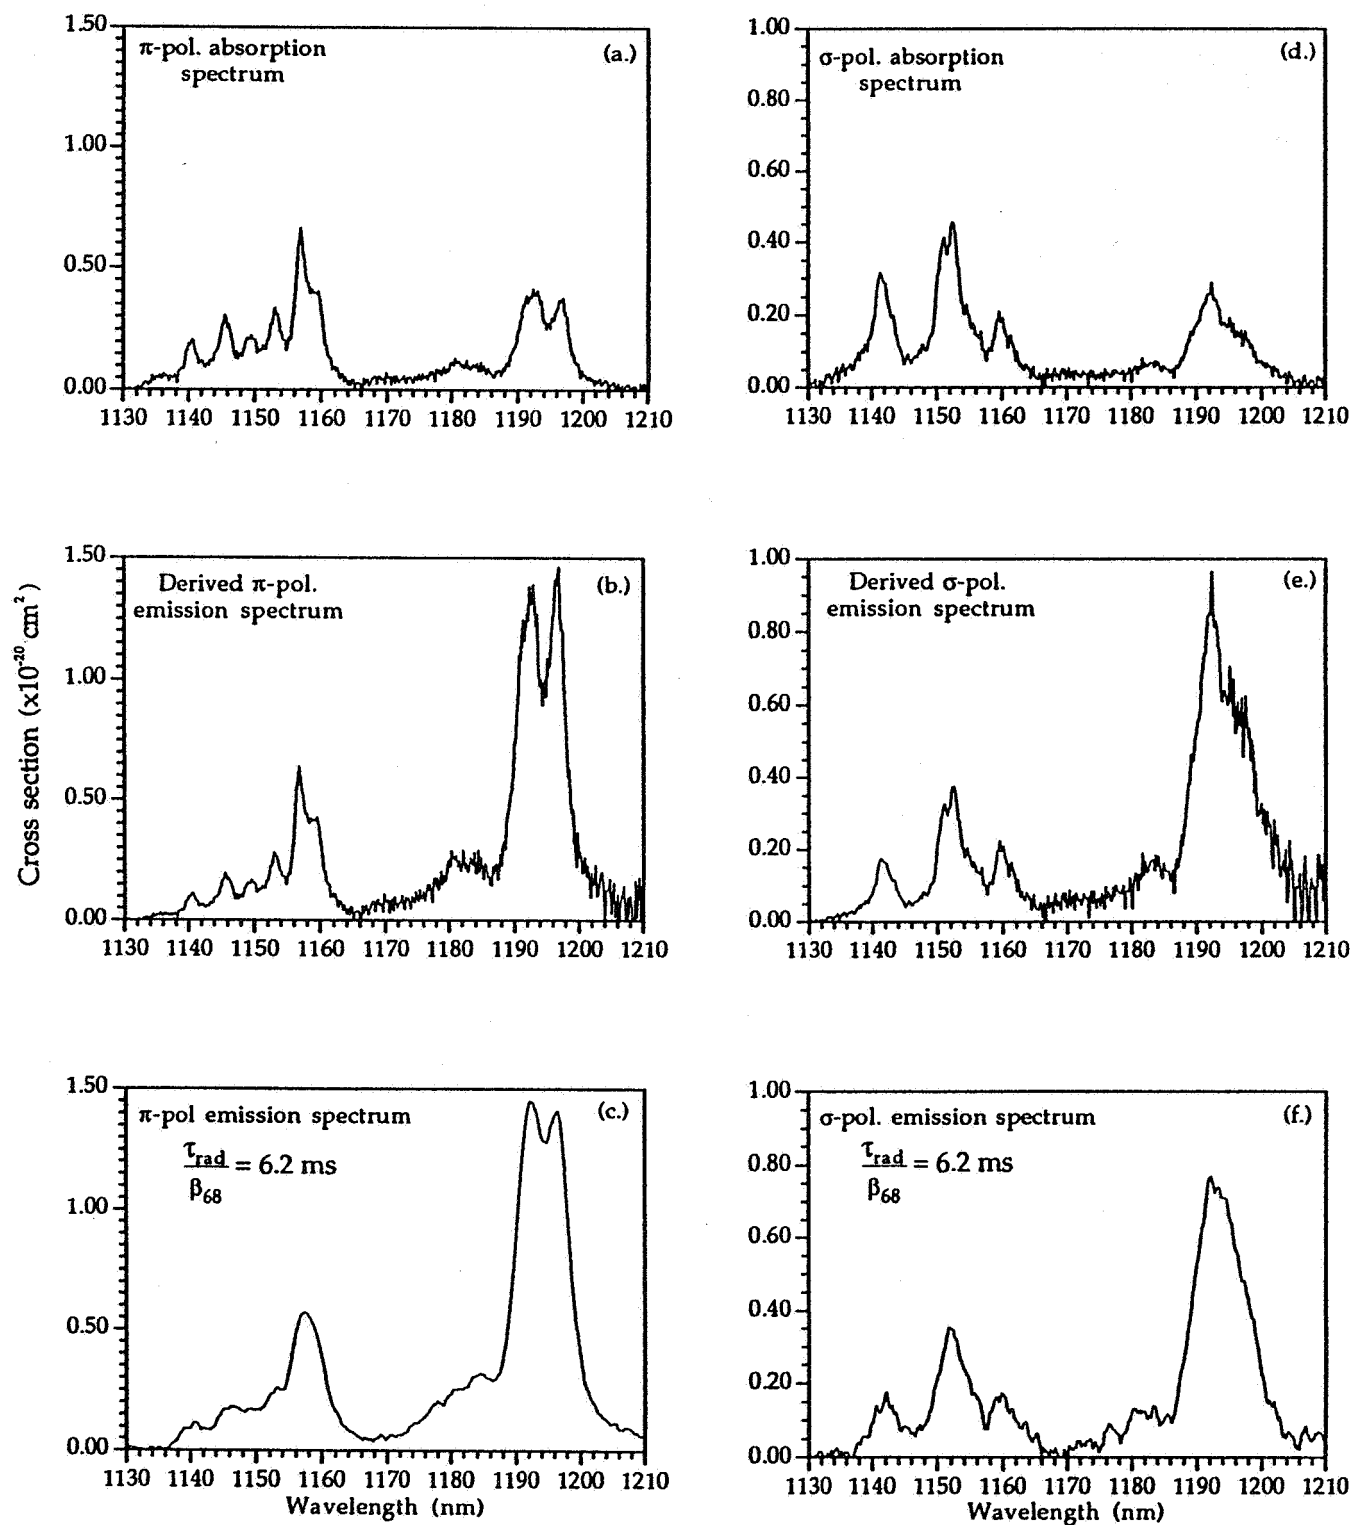 π-pol. absorption
spectrum
(a.)
1.50
1.00
0.50
0.00
1130 1140 1150 1160 1170 1180 1190 1200 1210
σ-pol. absorption
spectrum
(d.)
1.00
0.80
0.60
0.40
0.20
0.00
1130 1140 1150 1160 1170 1180 1190 1200 1210
Cross section (x10⁻²⁰ cm²)
Derived π-pol.
emission spectrum
(b.)
1.50
1.00
0.50
0.00
1130 1140 1150 1160 1170 1180 1190 1200 1210
Derived σ-pol.
emission spectrum
(e.)
1.00
0.80
0.60
0.40
0.20
0.00
1130 1140 1150 1160 1170 1180 1190 1200 1210
π-pol emission spectrum
(c.)
τrad/β68 = 6.2 ms
1.50
1.00
0.50
0.00
1130 1140 1150 1160 1170 1180 1190 1200 1210
Wavelength (nm)
σ-pol. emission spectrum
(f.)
τrad/β68 = 6.2 ms
1.00
0.80
0.60
0.40
0.20
0.00
1130 1140 1150 1160 1170 1180 1190 1200 1210
Wavelength (nm)